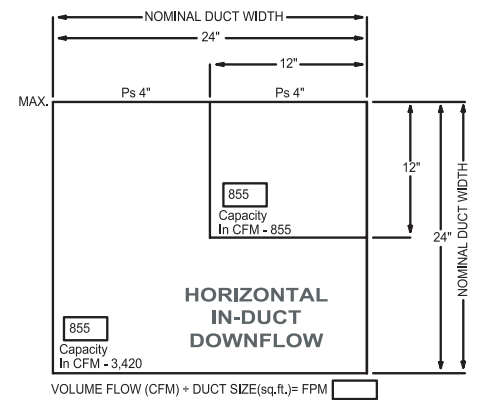 NOMINAL DUCT WIDTH
24"
12"
MAX.
Ps 4"
Ps 4"
12"
24"
NOMINAL DUCT WIDTH
855
Capacity
In CFM - 855
HORIZONTAL
IN-DUCT
DOWNFLOW
855
Capacity
In CFM - 3,420
VOLUME FLOW (CFM) ÷ DUCT SIZE(sq.ft.)= FPM